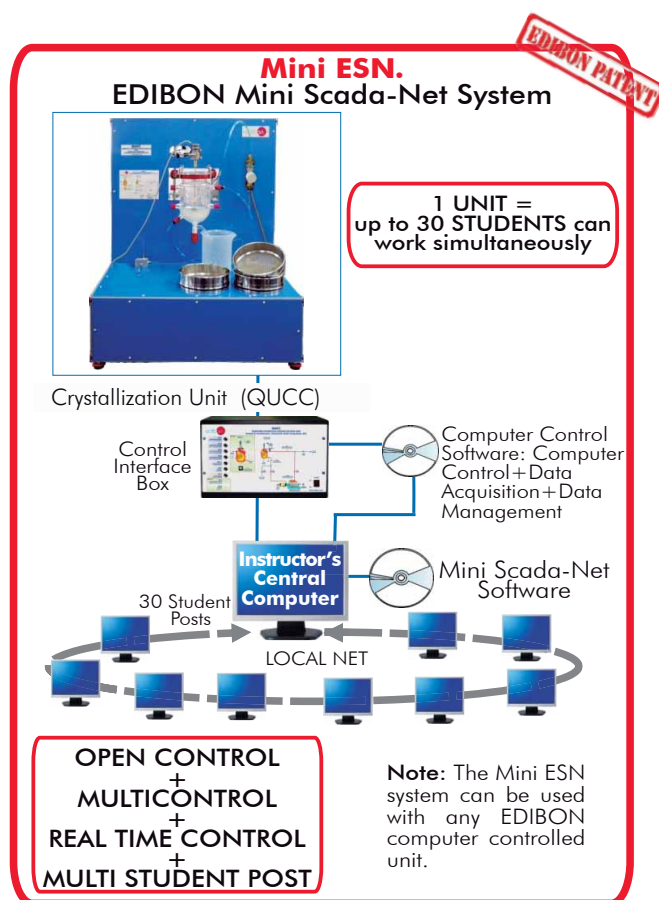 EDIBON PATENT
Mini ESN.
EDIBON Mini Scada-Net System
1 UNIT =
up to 30 STUDENTS can
work simultaneously
Crystallization Unit (QUCC)
Control
Interface
Box
Computer Control
Software: Computer
Control+Data
Acquisition+Data
Management
Instructor's
Central
Computer
Mini Scada-Net
Software
30 Student
Posts
LOCAL NET
OPEN CONTROL
+
MULTICONTROL
+
REAL TIME CONTROL
+
MULTI STUDENT POST
Note: The Mini ESN
system can be used
with any EDIBON
computer controlled
unit.